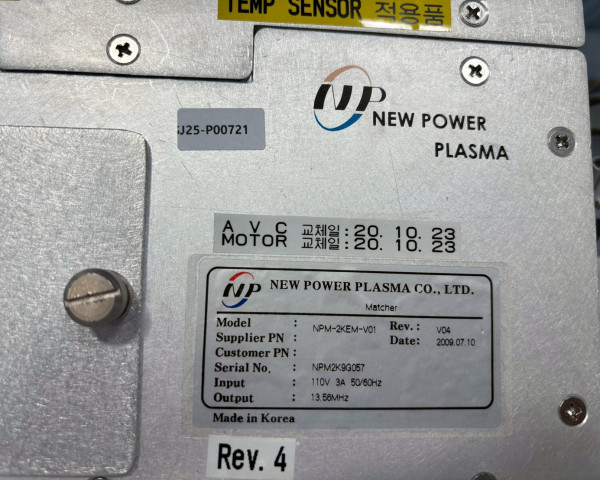 TEMP SENSOR 적용품
NP NEW POWER
PLASMA
SJ25-P00721
A V C 교체일:20. 10. 23
MOTOR 교체일:20. 10. 23
NP NEW POWER PLASMA CO., LTD.
Matcher
Model : NPM-2KEM-V01 Rev.: V04
Supplier PN : Date: 2009.07.10
Customer PN :
Serial No. : NPM2K9G057
Input : 110V 3A 50/60Hz
Output : 13.56MHz
Made in Korea
Rev. 4